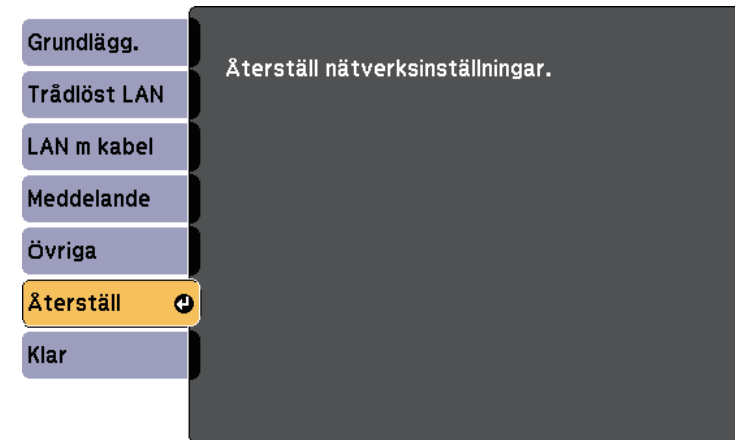 Grundlägg.
Trådlöst LAN
LAN m kabel
Meddelande
Övriga
Återställ
Klar
Återställ nätverksinställningar.